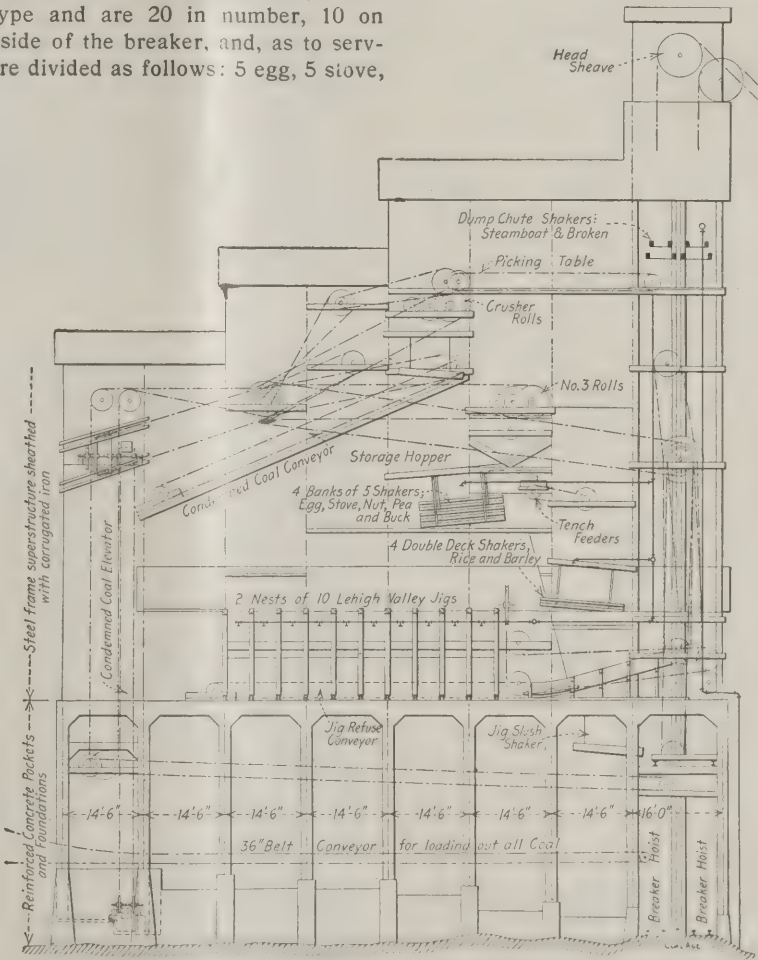 ype and are 20 in number, 10 on
side of the breaker, and, as to serv-
re divided as follows: 5 egg, 5 stove,
Head
Sheave
Dump Chute Shakers:
Steamboat & Broken
Picking Table
Crusher
Rolls
No.3 Rolls
Condemned Coal Conveyor
Storage Hopper
4 Banks of 5 Shakers;
Egg, Stove, Nut, Pea
and Buck
Tench
Feeders
4 Double Deck Shakers,
Rice and Barley
2 Nests of 10 Lehigh Valley Jigs
Steel frame superstructure sheathed
with corrugated iron
Condemned Coal Elevator
Jig Refuse
Conveyor
Jig Slush
Shaker
Reinforced Concrete Pockets
and Foundations
14'-6" 14'-6" 14'-6" 14'-6" 14'-6" 14'-6" 14'-6" 16'-0"
36" Belt Conveyor for loading out all Coal
Breaker Hoist
Breaker Hoist